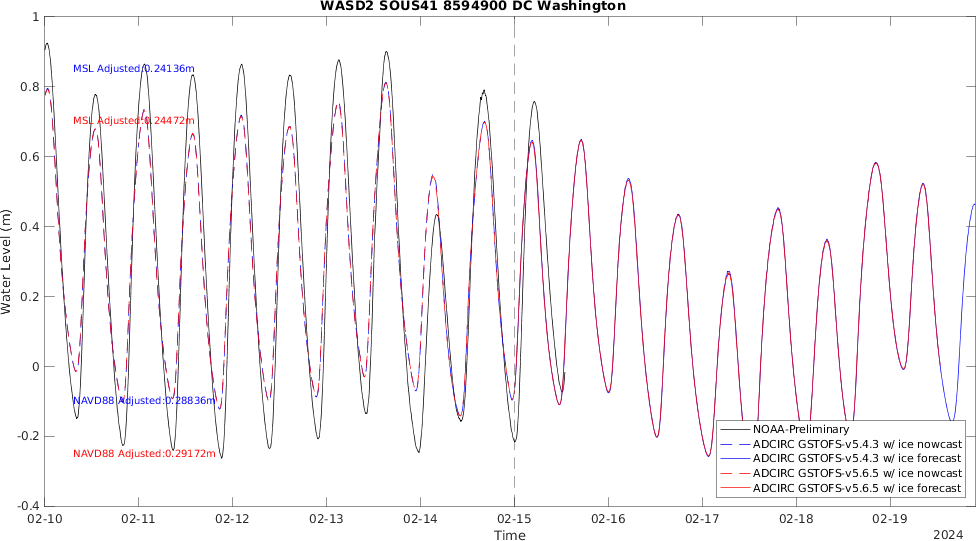 WASD2 SOUS41 8594900 DC Washington
1
0.8
0.6
0.4
0.2
0
-0.2
-0.4
Water Level (m)
MSL Adjusted:0.24136m
MSL Adjusted:0.24472m
NAVD88 Adjusted:0.28836m
NAVD88 Adjusted:0.29172m
NOAA-Preliminary
ADCIRC GSTOFS-v5.4.3 w/ ice nowcast
ADCIRC GSTOFS-v5.4.3 w/ ice forecast
ADCIRC GSTOFS-v5.6.5 w/ ice nowcast
ADCIRC GSTOFS-v5.6.5 w/ ice forecast
02-10 02-11 02-12 02-13 02-14 02-15 02-16 02-17 02-18 02-19
Time
2024